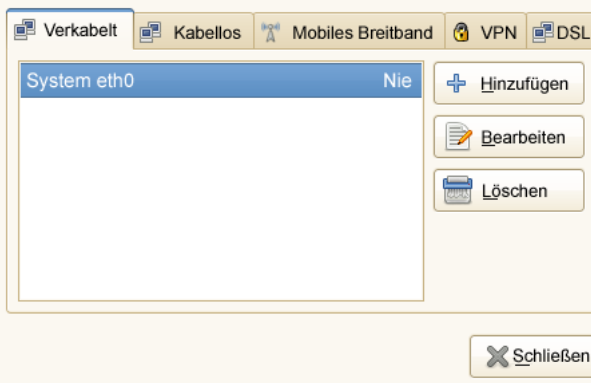 Verkabelt Kabellos Mobiles Breitband VPN DSL
System eth0 Nie
Hinzufügen
Bearbeiten
Löschen
Schließen